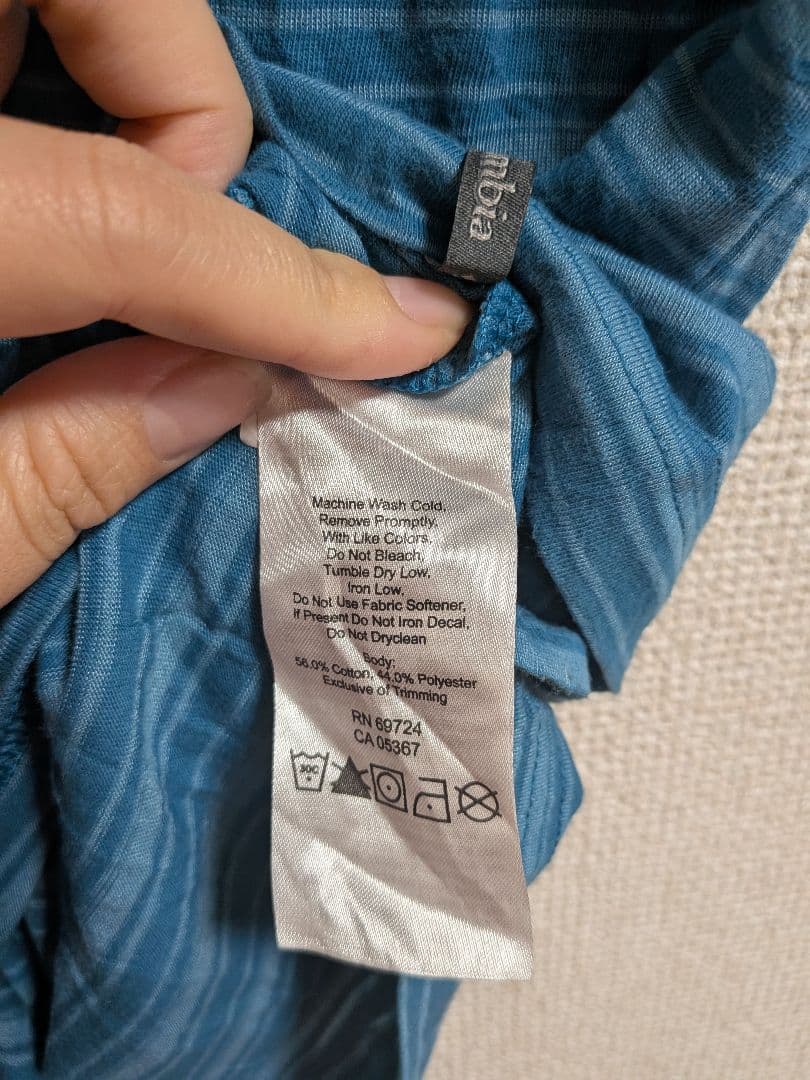 mbia
Machine Wash Cold,
Remove Promptly,
With Like Colors,
Do Not Bleach,
Tumble Dry Low,
Iron Low,
Do Not Use Fabric Softener,
If Present Do Not Iron Decal,
Do Not Dryclean
Body:
56.0% Cotton, 44.0% Polyester
Exclusive of Trimming
RN 69724
CA 05367
30C